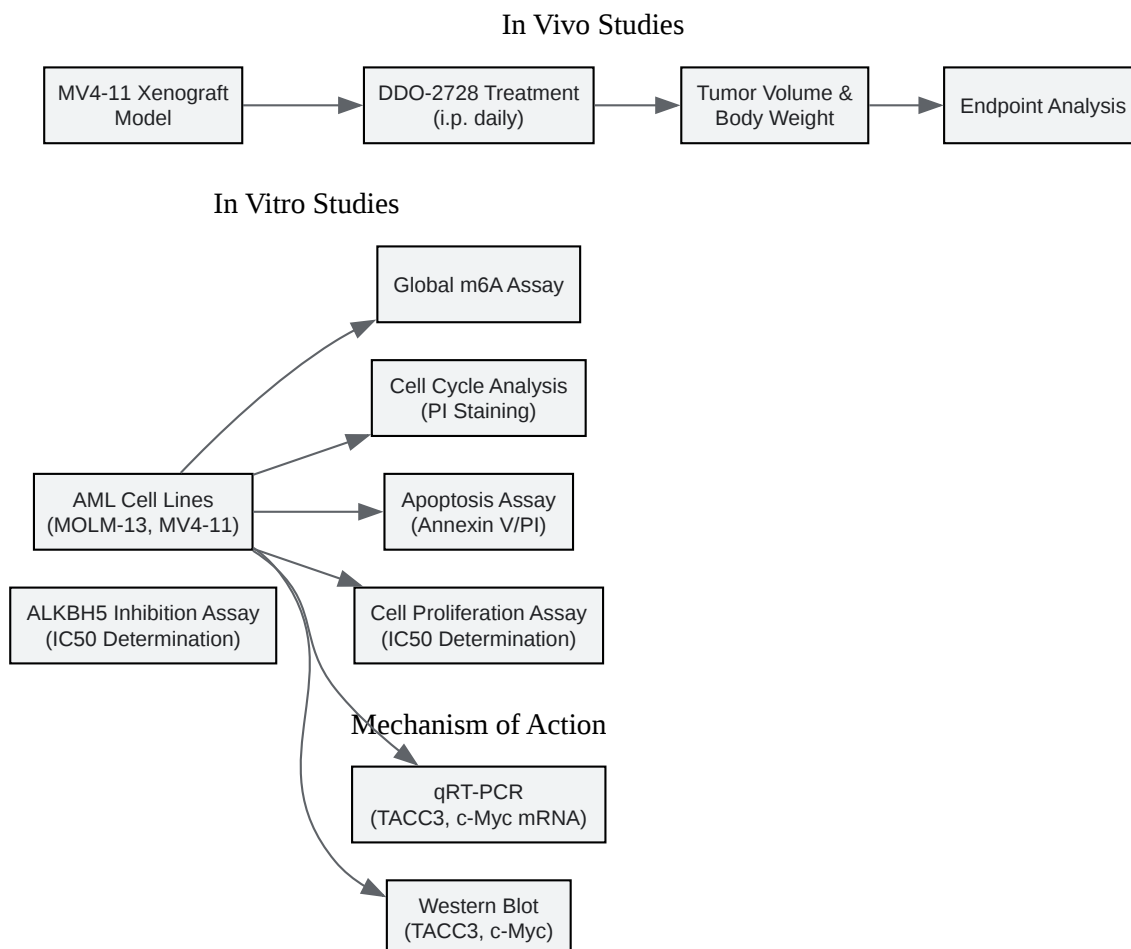 In Vivo Studies
MV4-11 Xenograft
Model
DDO-2728 Treatment
(i.p. daily)
Tumor Volume &
Body Weight
Endpoint Analysis
In Vitro Studies
Global m6A Assay
Cell Cycle Analysis
(PI Staining)
AML Cell Lines
(MOLM-13, MV4-11)
Apoptosis Assay
(Annexin V/PI)
ALKBH5 Inhibition Assay
(IC50 Determination)
Cell Proliferation Assay
(IC50 Determination)
Mechanism of Action
qRT-PCR
(TACC3, c-Myc mRNA)
Western Blot
(TACC3, c-Myc)